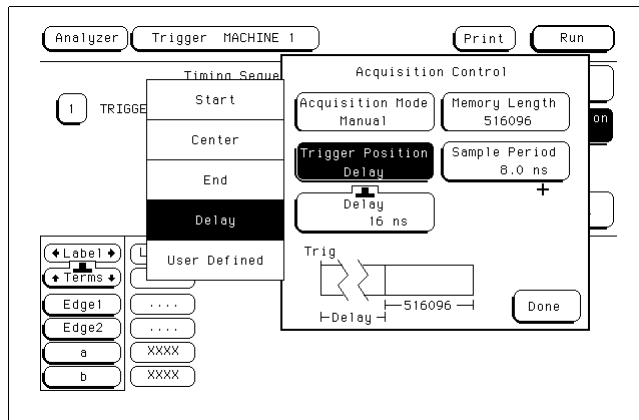 Analyzer Trigger MACHINE 1 Print Run
Timing Seque
1 TRIGGE
Start
Center
End
Delay
User Defined
Acquisition Control
Acquisition Mode
Manual
Memory Length
516096
Trigger Position
Delay
Sample Period
8.0 ns
Delay
16 ns
on
Trig
516096
Delay
Done
Label
Terms
Edge1 ....
Edge2 ....
a XXXX
b XXXX